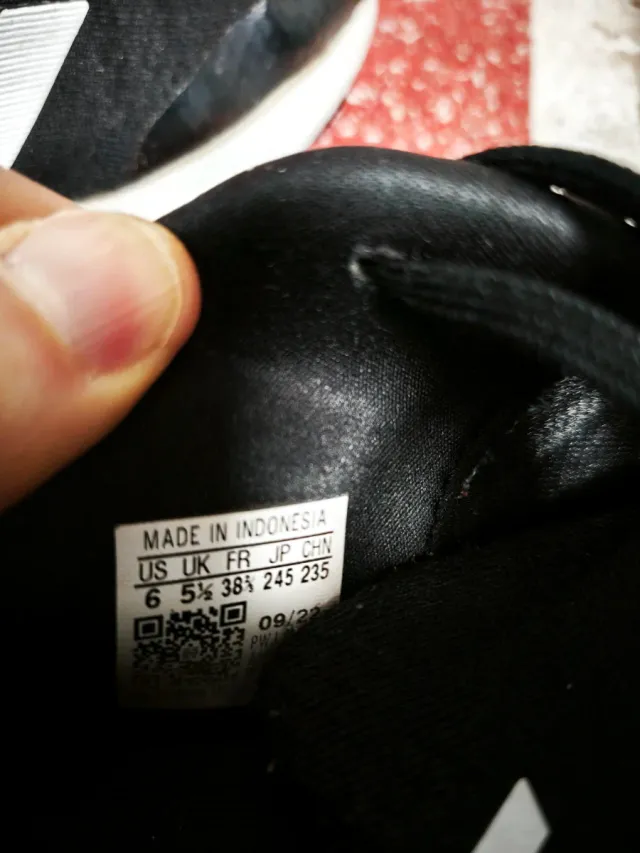 MADE IN INDONESIA
US UK FR JP CHN
6 5½ 38⅔ 245 235
09/22